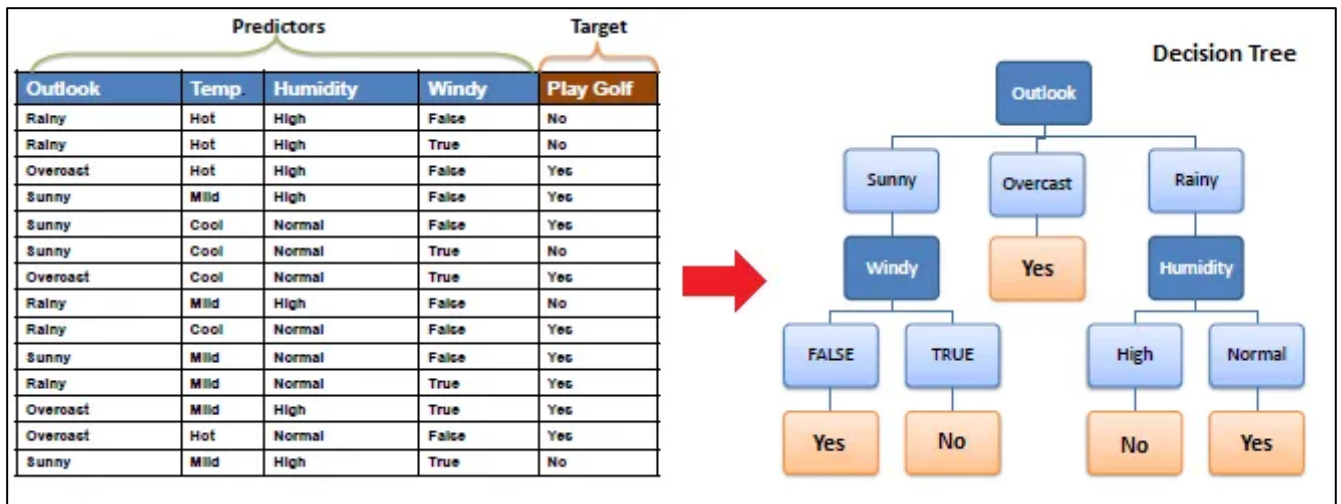 Predictors Target
Outlook Temp. Humidity Windy Play Golf
Rainy Hot High False No
Rainy Hot High True No
Overcast Hot High False Yes
Sunny Mild High False Yes
Sunny Cool Normal False Yes
Sunny Cool Normal True No
Overcast Cool Normal True Yes
Rainy Mild High False No
Rainy Cool Normal False Yes
Sunny Mild Normal False Yes
Rainy Mild Normal True Yes
Overcast Mild High True Yes
Overcast Hot Normal False Yes
Sunny Mild High True No
Decision Tree
Outlook
Sunny Overcast Rainy
Windy Yes Humidity
FALSE TRUE High Normal
Yes No No Yes